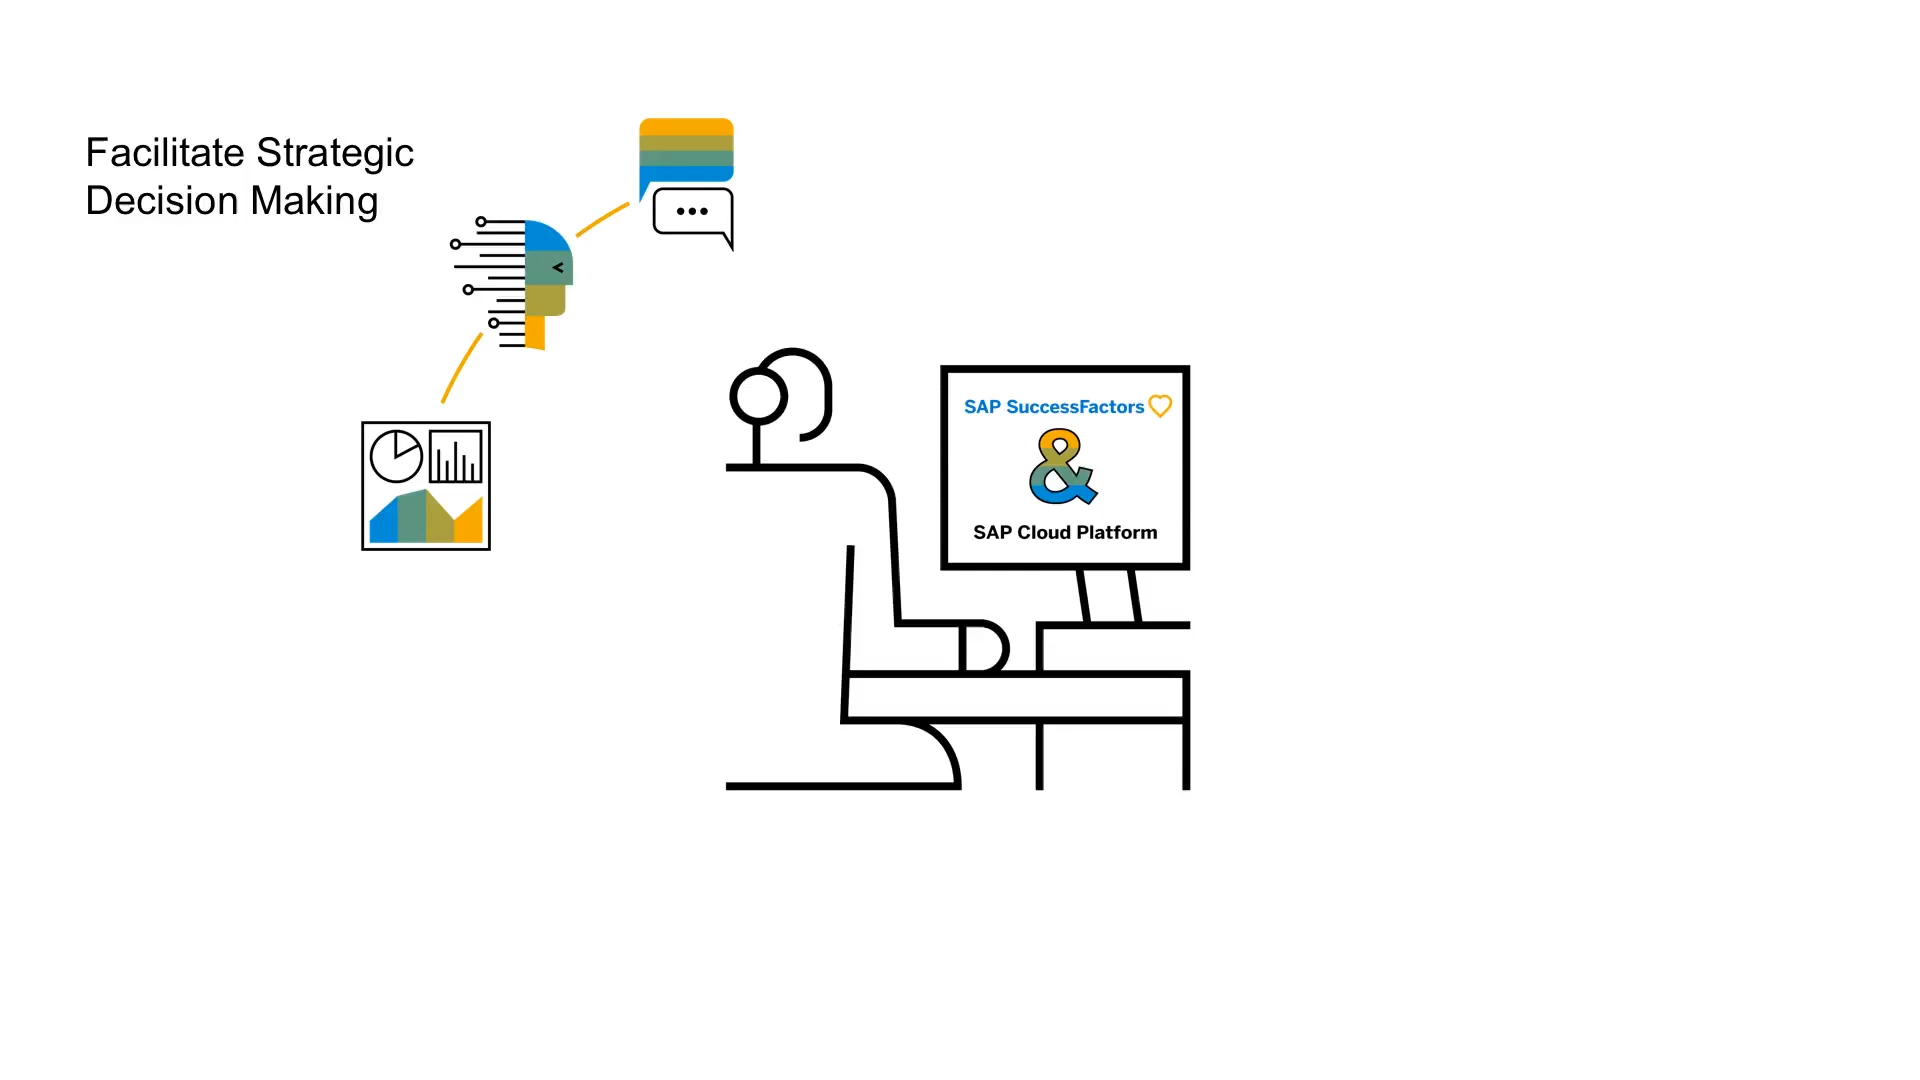 Facilitate Strategic
Decision Making
SAP SuccessFactors
&
SAP Cloud Platform